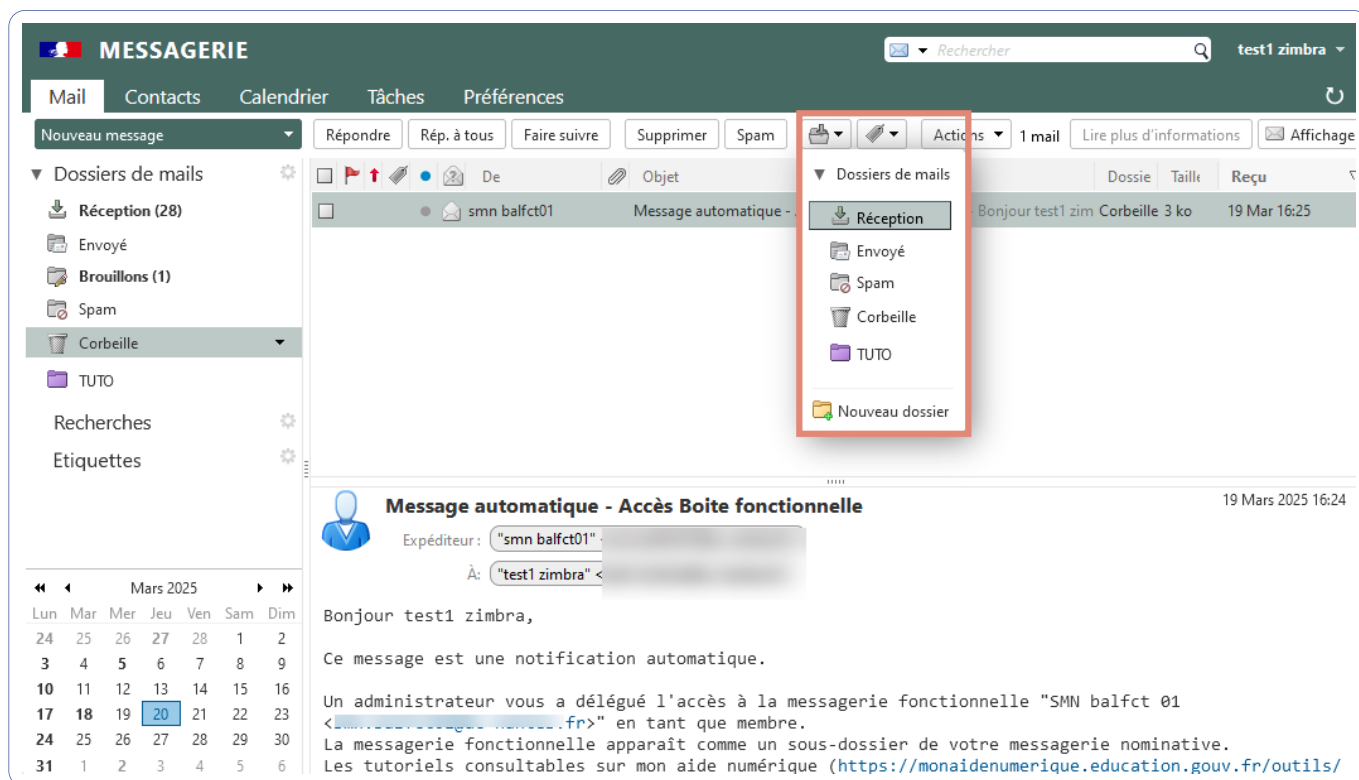 MESSAGERIE
Rechercher
test1 zimbra
Mail Contacts Calendrier Tâches Préférences
Nouveau message
Répondre Rép. à tous Faire suivre Supprimer Spam Actions 1 mail Lire plus d'informations Affichage
Dossiers de mails
Réception (28)
Envoyé
Brouillons (1)
Spam
Corbeille
TUTO
Recherches
Etiquettes
De Objet Dossie Taille Reçu
smn balfct01 Message automatique - Bonjour test1 zim Corbeille 3 ko 19 Mar 16:25
Dossiers de mails
Réception
Envoyé
Spam
Corbeille
TUTO
Nouveau dossier
Mars 2025
Lun Mar Mer Jeu Ven Sam Dim
24 25 26 27 28 1 2
3 4 5 6 7 8 9
10 11 12 13 14 15 16
17 18 19 20 21 22 23
24 25 26 27 28 29 30
31 1 2 3 4 5 6
Message automatique - Accès Boite fonctionnelle
19 Mars 2025 16:24
Expéditeur : "smn balfct01"
À: "test1 zimbra" <
Bonjour test1 zimbra,
Ce message est une notification automatique.
Un administrateur vous a délégué l'accès à la messagerie fonctionnelle "SMN balfct 01
< .fr>" en tant que membre.
La messagerie fonctionnelle apparaît comme un sous-dossier de votre messagerie nominative.
Les tutoriels consultables sur mon aide numérique (https://monaidenumerique.education.gouv.fr/outils/